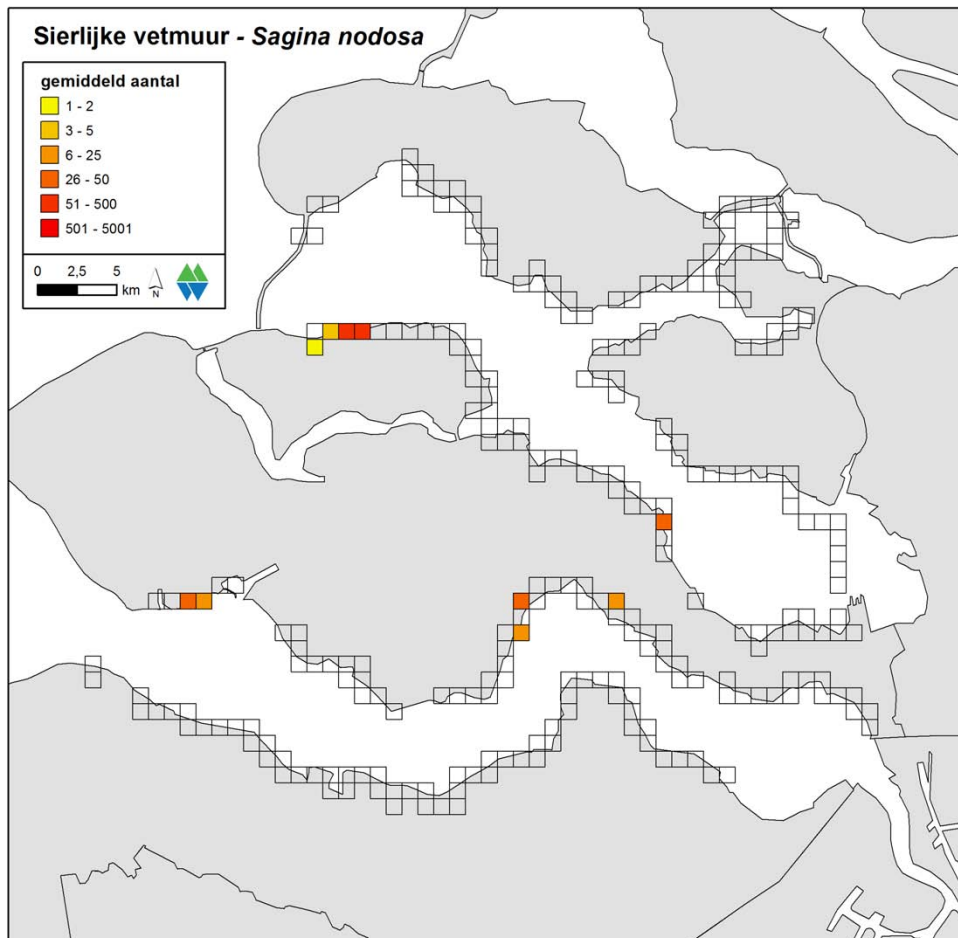 Sierlijke vetmuur - Sagina nodosa
gemiddeld aantal
1 - 2
3 - 5
6 - 25
26 - 50
51 - 500
501 - 5001
0 2,5 5
km
N